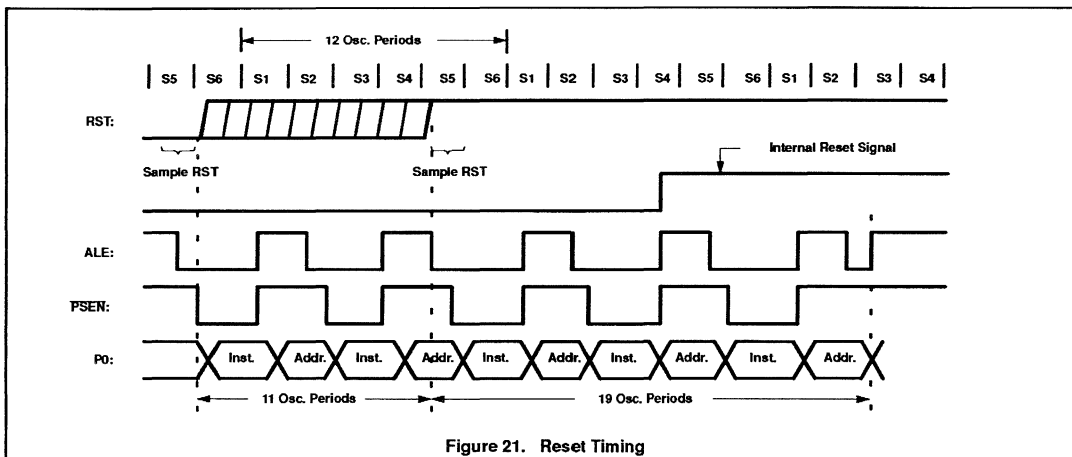 12 Osc. Periods
S5 S6 S1 S2 S3 S4 S5 S6 S1 S2 S3 S4 S5 S6 S1 S2 S3 S4
RST:
Internal Reset Signal
Sample RST Sample RST
ALE:
PSEN:
P0: Inst. Addr. Inst. Addr. Inst. Addr. Inst. Addr. Inst. Addr.
11 Osc. Periods 19 Osc. Periods
Figure 21. Reset Timing